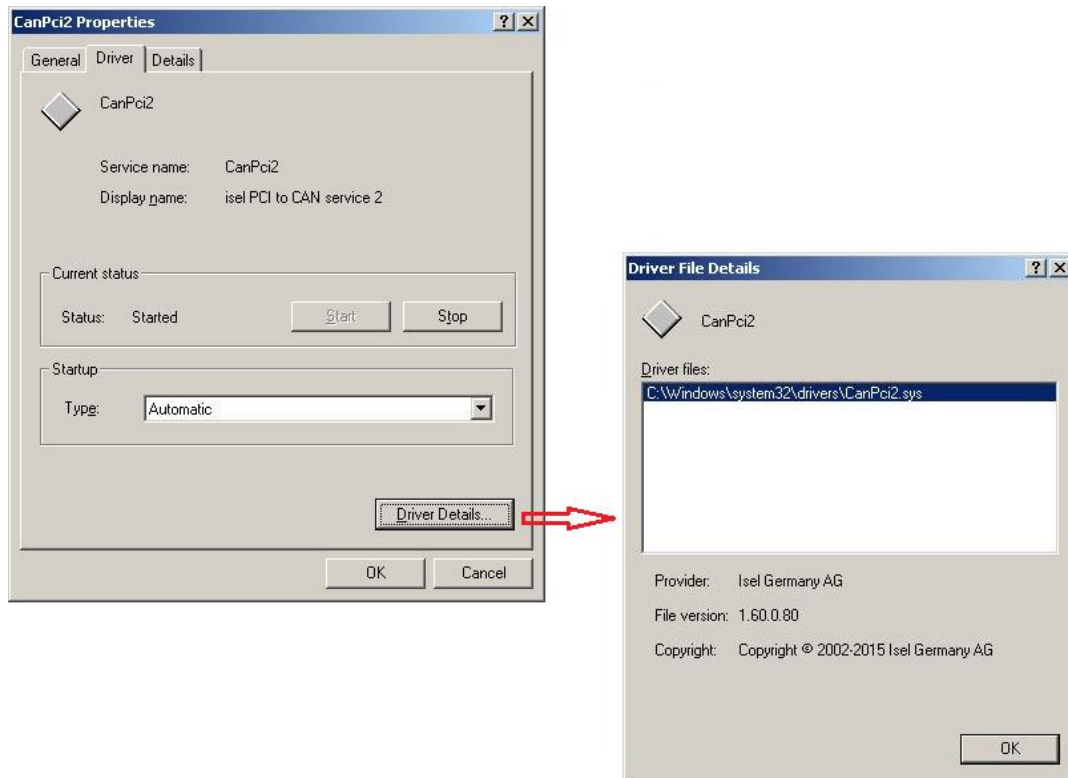 CanPci2 Properties
General Driver Details
CanPci2
Service name: CanPci2
Display name: isel PCI to CAN service 2
Current status
Status: Started Start Stop
Startup
Type: Automatic
Driver Details...
OK Cancel
Driver File Details
CanPci2
Driver files:
C:\Windows\system32\drivers\CanPci2.sys
Provider: Isel Germany AG
File version: 1.60.0.80
Copyright: Copyright © 2002-2015 Isel Germany AG
OK